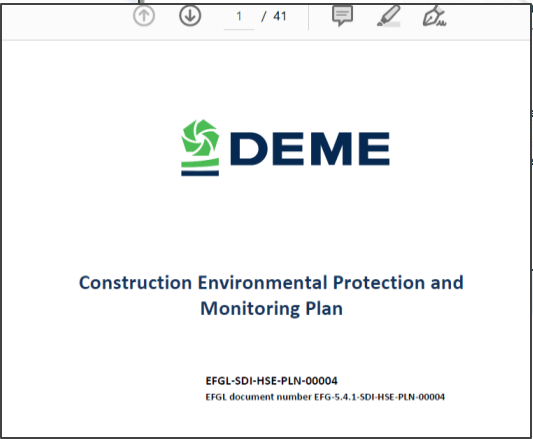 1 / 41
DEME
Construction Environmental Protection and
Monitoring Plan
EFGL-SDI-HSE-PLN-00004
EFGL document number EFG-5.4.1-SDI-HSE-PLN-00004